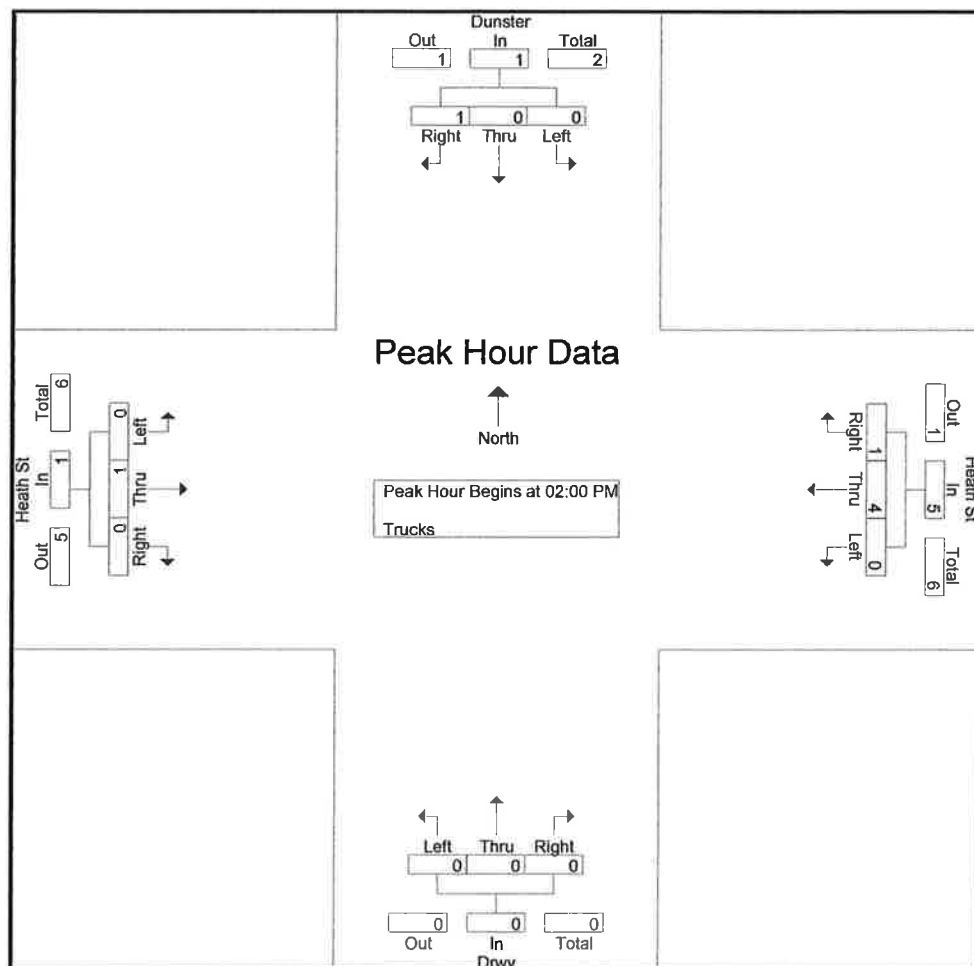 Dunster
Out In Total
1 1 2
1 0 0
Right Thru Left
Peak Hour Data
North
Peak Hour Begins at 02:00 PM
Trucks
Heath St
Total In Out
6 1 5
0 1 0
Left Thru Right
Right Thru Left
1 4 0
Out In Total
1 5 6
Heath St
Left Thru Right
0 0 0
0 0 0
Out In Total
Drwy